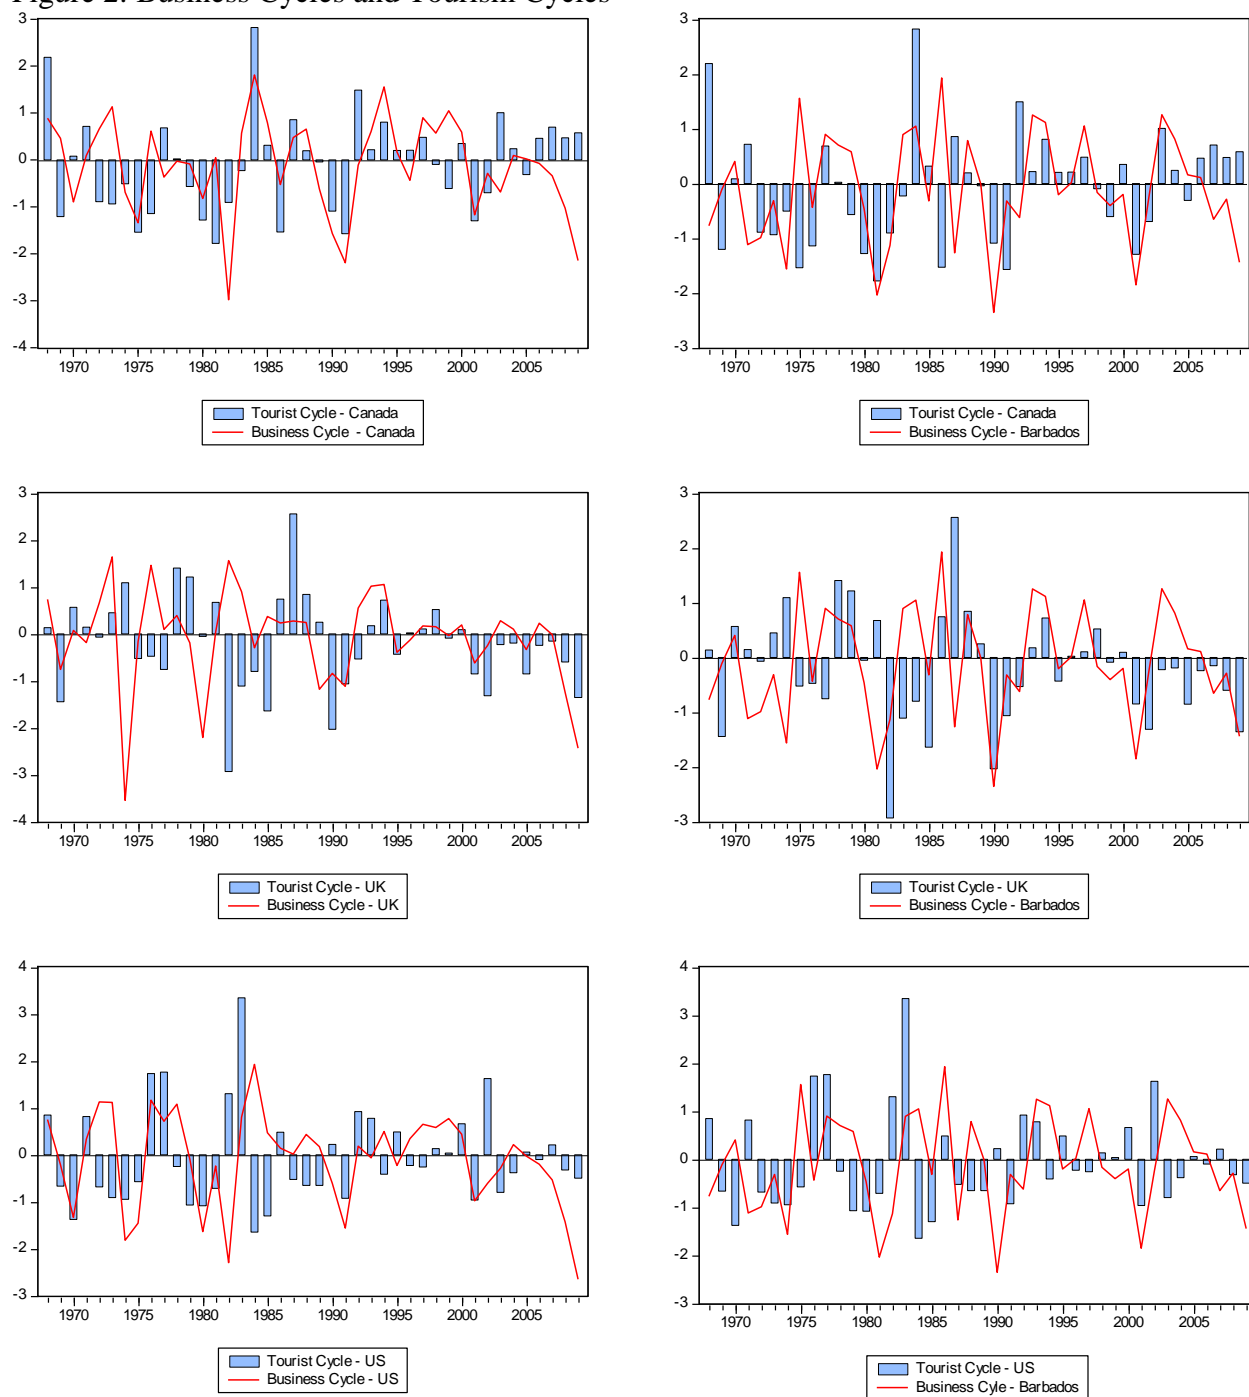 Figure 2: Business Cycles and Tourism Cycles
3
2
1
0
-1
-2
-3
-4
1970 1975 1980 1985 1990 1995 2000 2005
Tourist Cycle - Canada
Business Cycle - Canada
3
2
1
0
-1
-2
-3
1970 1975 1980 1985 1990 1995 2000 2005
Tourist Cycle - Canada
Business Cycle - Barbados
3
2
1
0
-1
-2
-3
-4
1970 1975 1980 1985 1990 1995 2000 2005
Tourist Cycle - UK
Business Cycle - UK
3
2
1
0
-1
-2
-3
1970 1975 1980 1985 1990 1995 2000 2005
Tourist Cycle - UK
Business Cycle - Barbados
4
3
2
1
0
-1
-2
-3
1970 1975 1980 1985 1990 1995 2000 2005
Tourist Cycle - US
Business Cycle - US
4
3
2
1
0
-1
-2
-3
1970 1975 1980 1985 1990 1995 2000 2005
Tourist Cycle - US
Business Cyle - Barbados